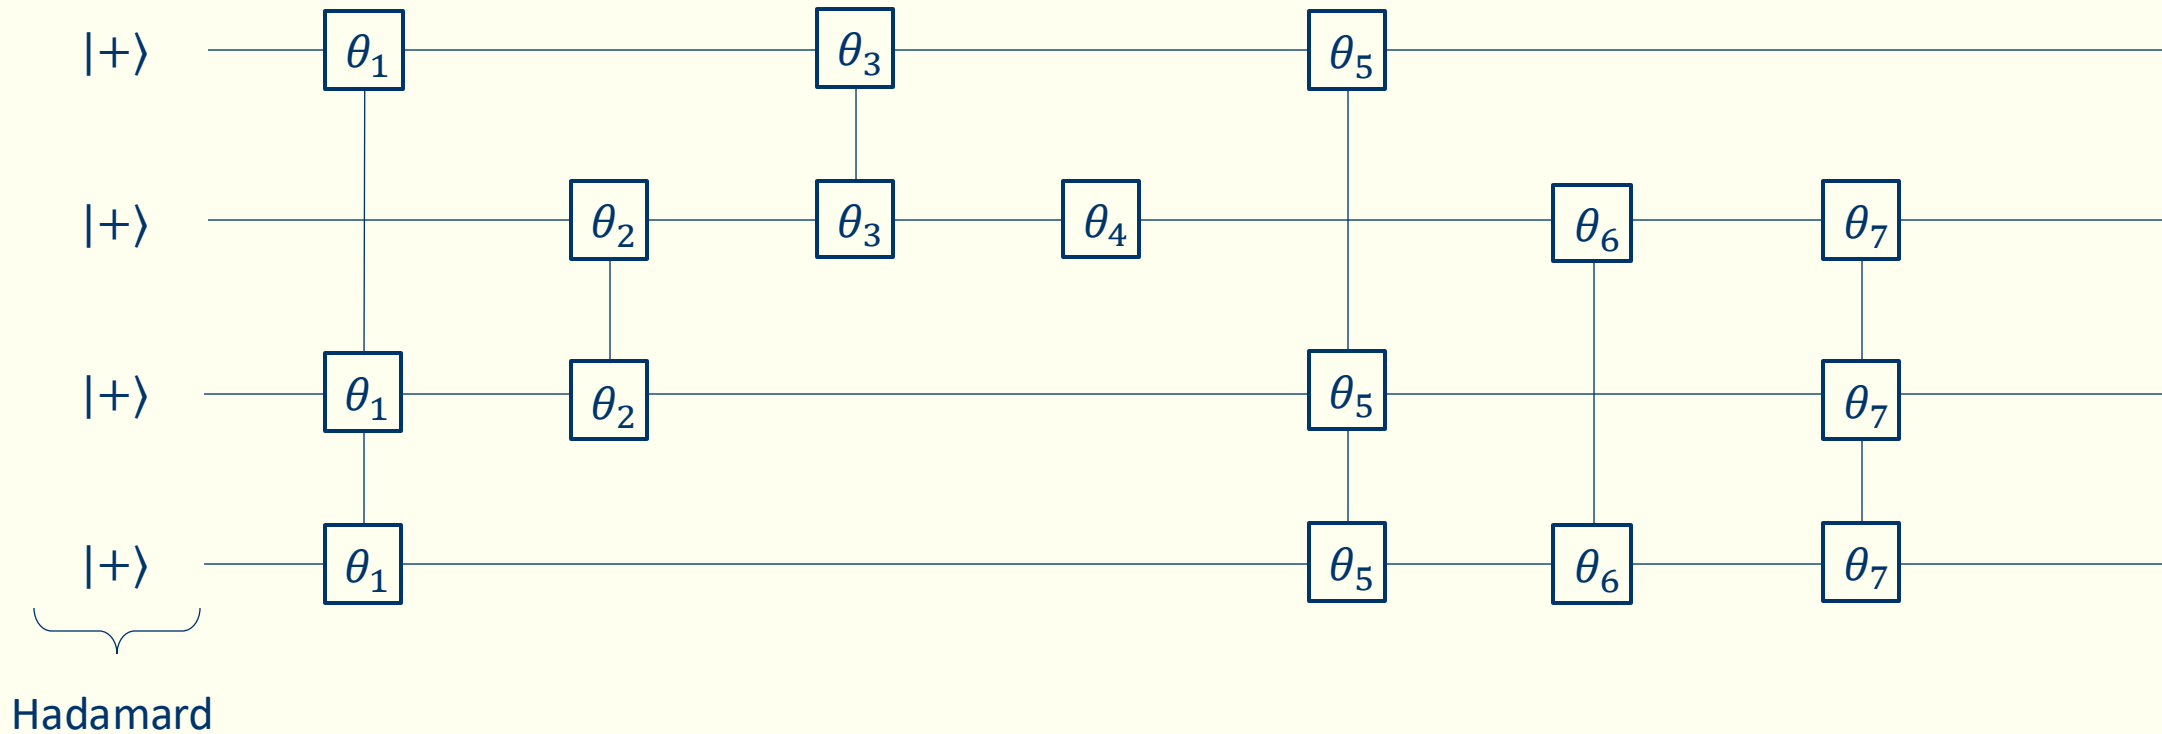 |+⟩ θ₁ θ₃ θ₅
|+⟩ θ₂ θ₃ θ₄ θ₆ θ₇
|+⟩ θ₁ θ₂ θ₅ θ₇
|+⟩ θ₁ θ₅ θ₆ θ₇
Hadamard